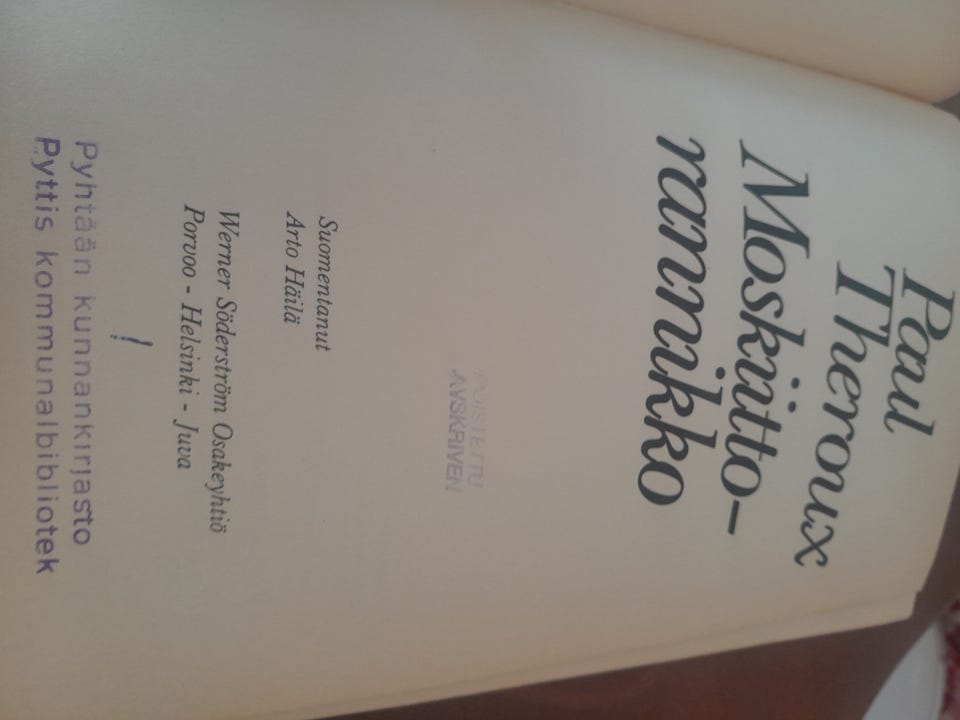 Paul
Theroux
Moskiitto-
rannikko
POISTETTU
AVSKRIVEN
Suomentanut
Arto Häilä
Werner Söderström Osakeyhtiö
Porvoo - Helsinki - Juva
Pyhtään kunnankirjasto
Pyttis kommunalbibliotek